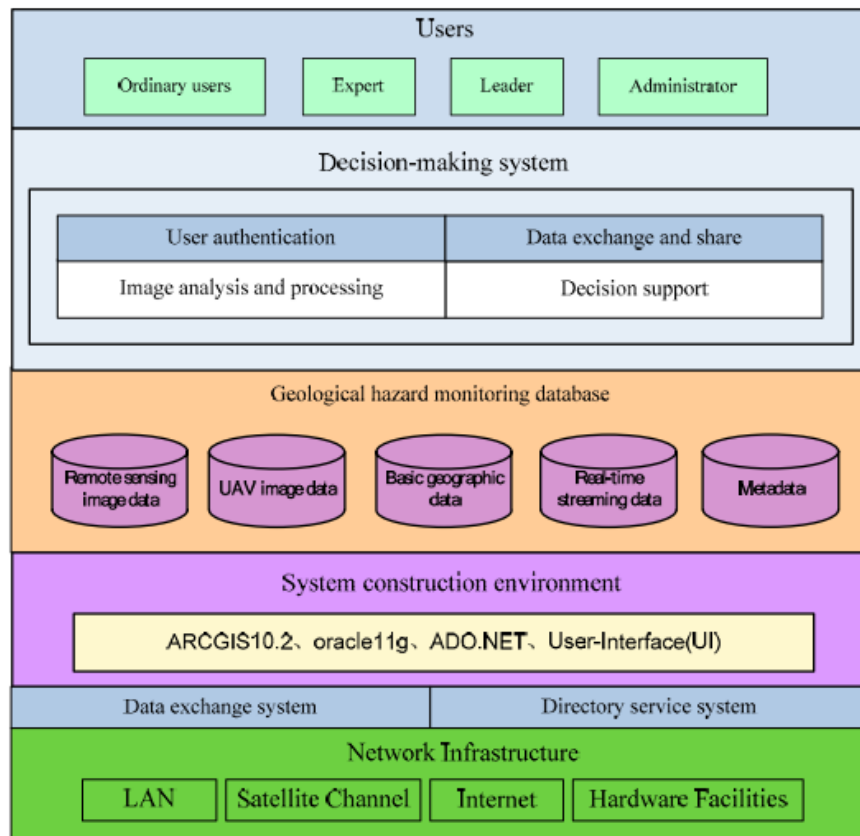 Users
Ordinary users
Expert
Leader
Administrator
Decision-making system
User authentication
Data exchange and share
Image analysis and processing
Decision support
Geological hazard monitoring database
Remote sensing
image data
UAV image data
Basic geographic
data
Real-time
streaming data
Metadata
System construction environment
ARCGIS10.2、oracle11g、ADO.NET、User-Interface(UI)
Data exchange system
Directory service system
Network Infrastructure
LAN
Satellite Channel
Internet
Hardware Facilities